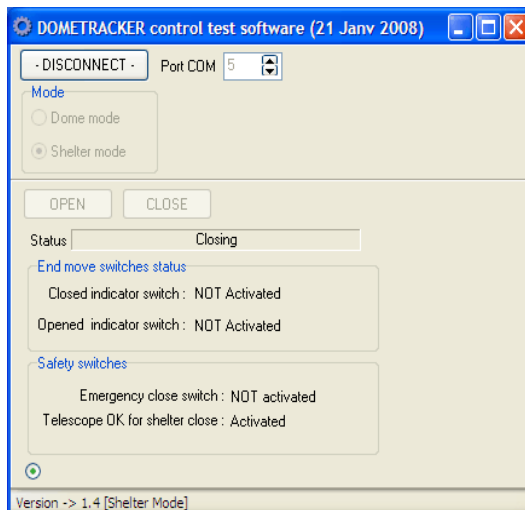 DOMETRACKER control test software (21 Janv 2008)
- DISCONNECT - Port COM 5
Mode
Dome mode
Shelter mode
OPEN CLOSE
Status Closing
End move switches status
Closed indicator switch : NOT Activated
Opened indicator switch : NOT Activated
Safety switches
Emergency close switch : NOT activated
Telescope OK for shelter close : Activated
Version -> 1.4 [Shelter Mode]